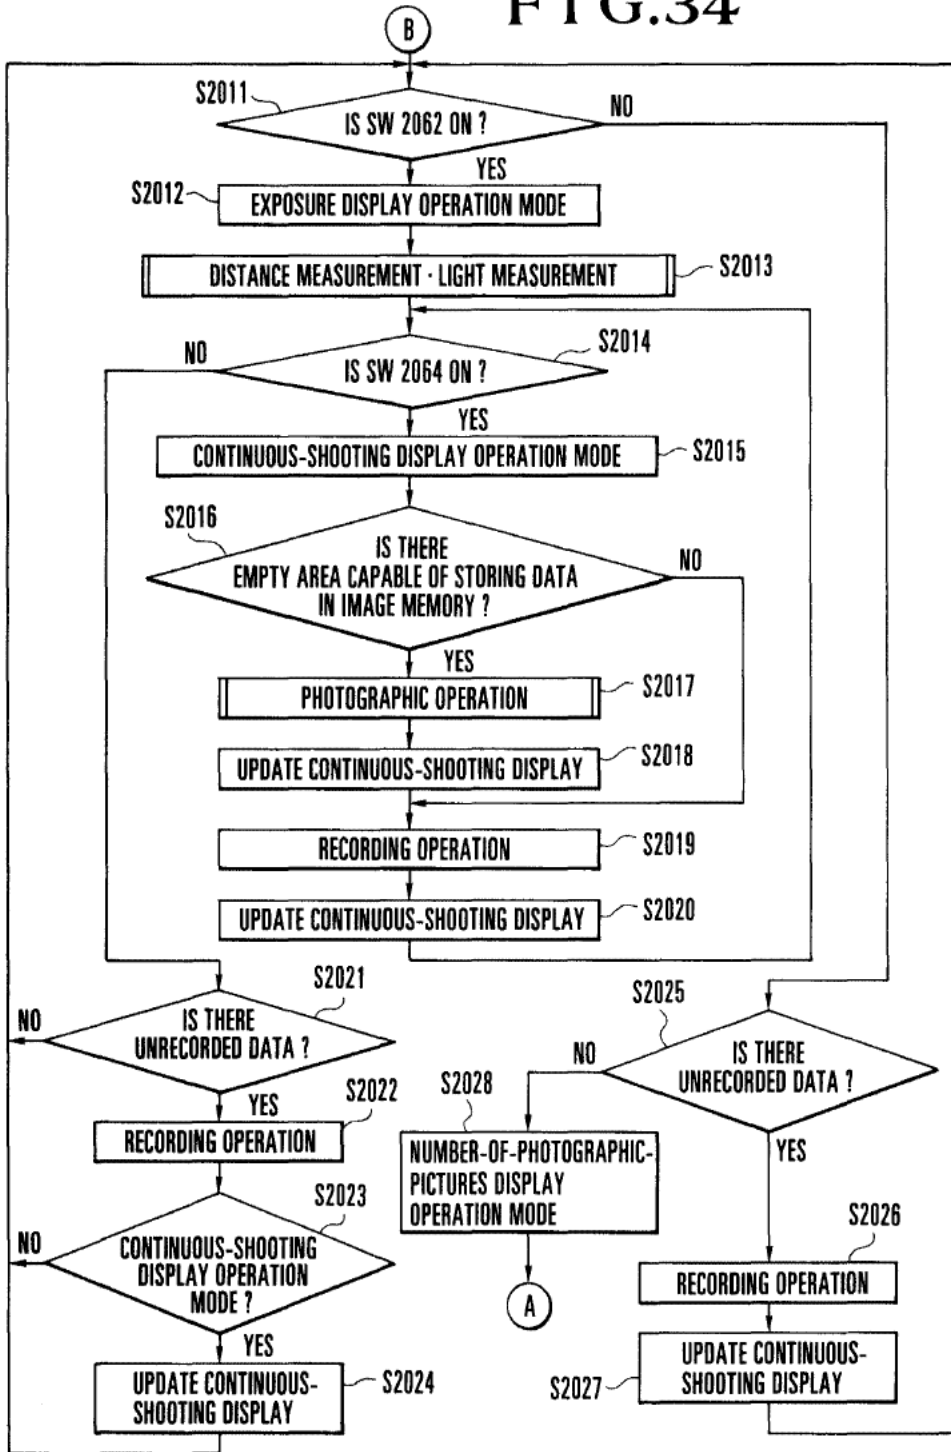 FIG.34
B
S2011
IS SW 2062 ON ?
NO
YES
S2012
EXPOSURE DISPLAY OPERATION MODE
DISTANCE MEASUREMENT · LIGHT MEASUREMENT
S2013
NO
S2014
IS SW 2064 ON ?
YES
CONTINUOUS-SHOOTING DISPLAY OPERATION MODE
S2015
S2016
IS THERE
EMPTY AREA CAPABLE OF STORING DATA
IN IMAGE MEMORY ?
NO
YES
PHOTOGRAPHIC OPERATION
S2017
UPDATE CONTINUOUS-SHOOTING DISPLAY
S2018
RECORDING OPERATION
S2019
UPDATE CONTINUOUS-SHOOTING DISPLAY
S2020
S2021
NO
IS THERE
UNRECORDED DATA ?
YES
S2022
RECORDING OPERATION
S2023
NO
CONTINUOUS-SHOOTING
DISPLAY OPERATION
MODE ?
YES
UPDATE CONTINUOUS-
SHOOTING DISPLAY
S2024
S2025
NO
IS THERE
UNRECORDED DATA ?
YES
S2028
NUMBER-OF-PHOTOGRAPHIC-
PICTURES DISPLAY
OPERATION MODE
A
S2026
RECORDING OPERATION
S2027
UPDATE CONTINUOUS-
SHOOTING DISPLAY